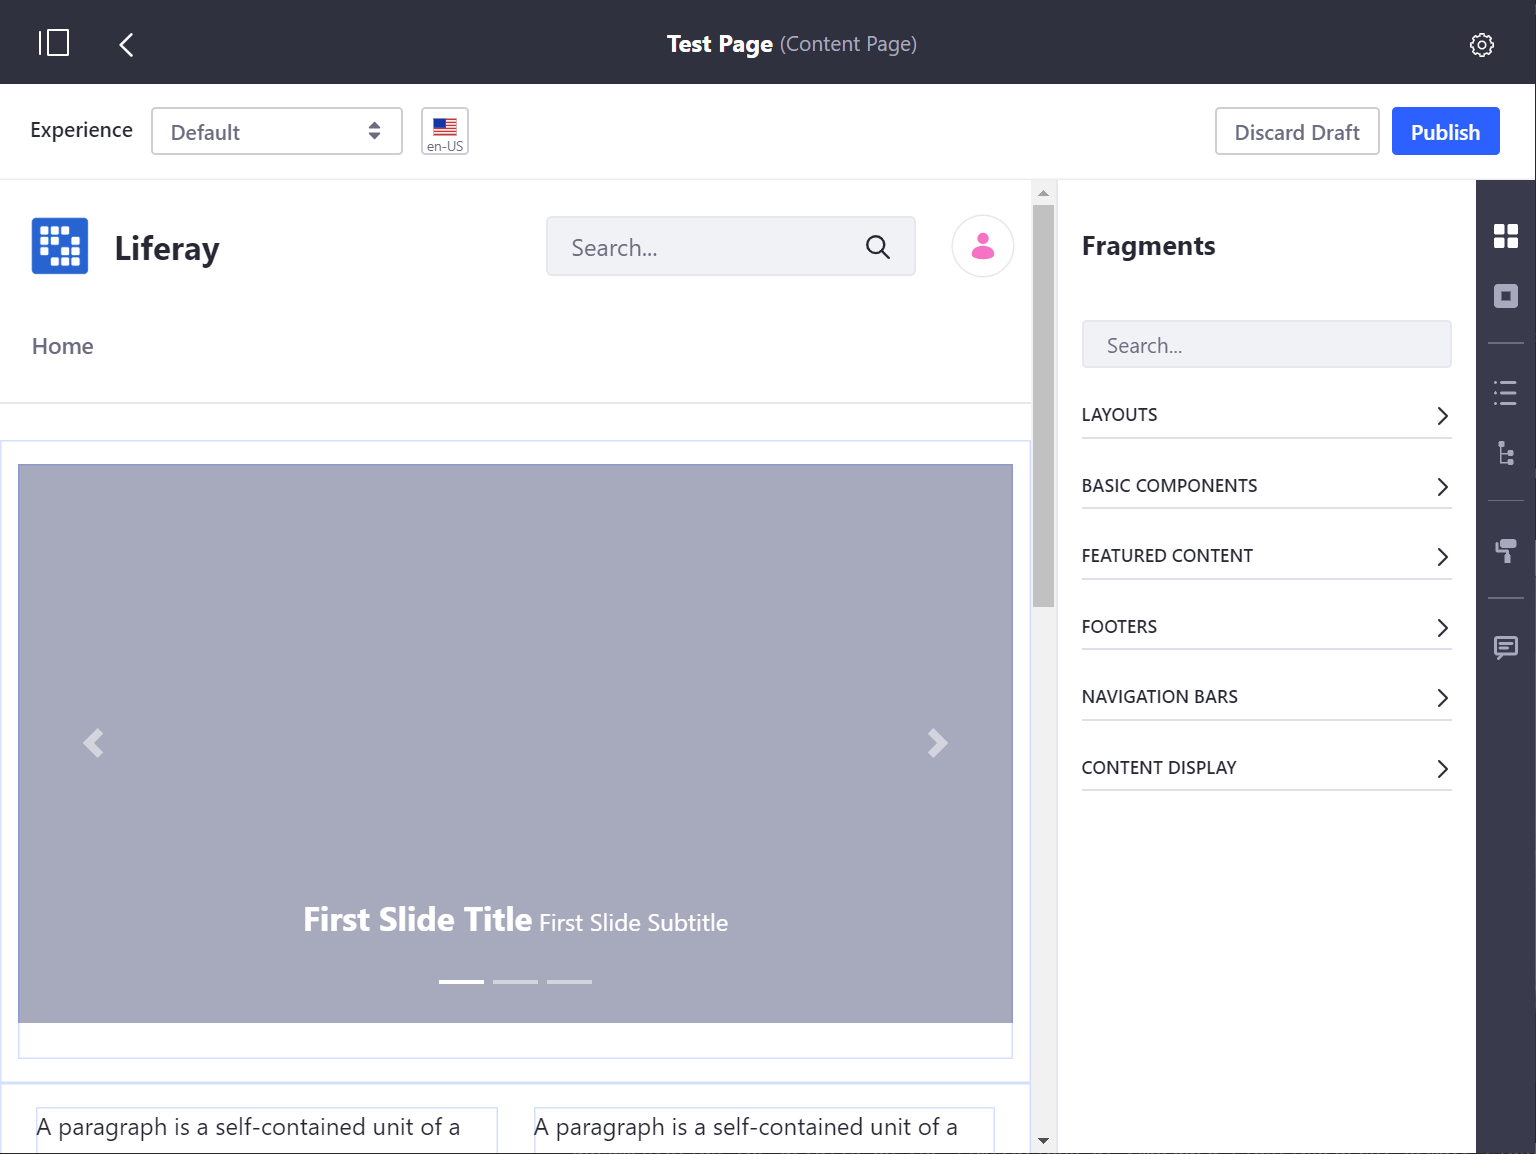 Test Page (Content Page)
Experience
Default
en-US
Discard Draft
Publish
Liferay
Search...
Home
First Slide Title First Slide Subtitle
A paragraph is a self-contained unit of a
A paragraph is a self-contained unit of a
Fragments
Search...
LAYOUTS
BASIC COMPONENTS
FEATURED CONTENT
FOOTERS
NAVIGATION BARS
CONTENT DISPLAY